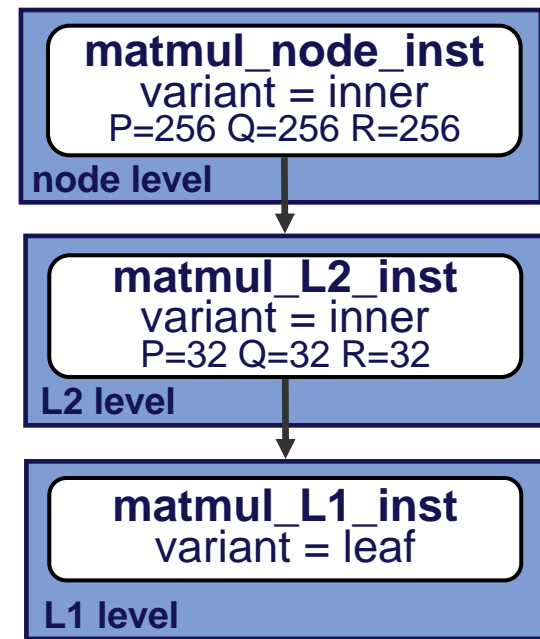 matmul_node_inst
variant = inner
P=256 Q=256 R=256
node level
matmul_L2_inst
variant = inner
P=32 Q=32 R=32
L2 level
matmul_L1_inst
variant = leaf
L1 level